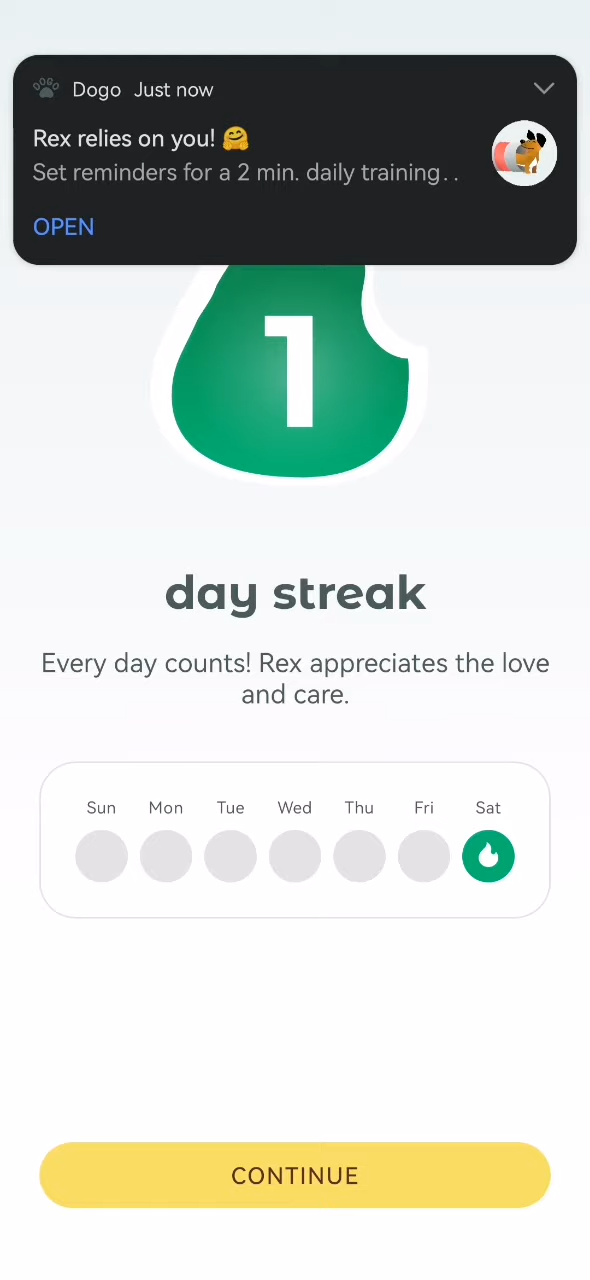 Dogo Just now
Rex relies on you! 🤗
Set reminders for a 2 min. daily training..
OPEN
1
day streak
Every day counts! Rex appreciates the love
and care.
Sun Mon Tue Wed Thu Fri Sat
CONTINUE